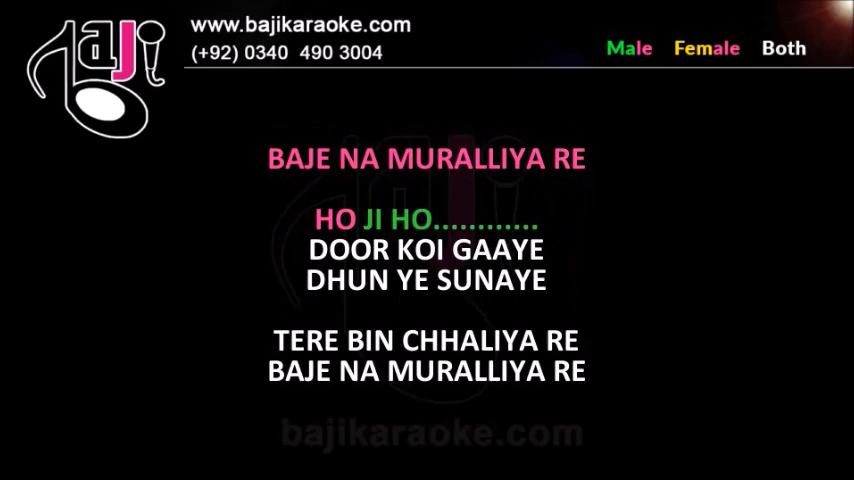 www.bajikaraoke.com
(+92) 0340 490 3004
Male Female Both
aJi
BAJE NA MURALLIYA RE
HO JI HO............
DOOR KOI GAAYE
DHUN YE SUNAYE
TERE BIN CHHALIYA RE
BAJE NA MURALLIYA RE
bajikaraoke.com